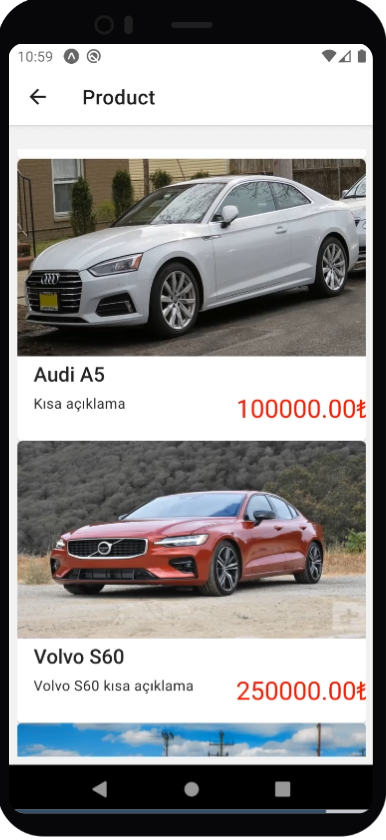 10:59
Product
Audi A5
Kısa açıklama
100000.00₺
Volvo S60
Volvo S60 kısa açıklama
250000.00₺